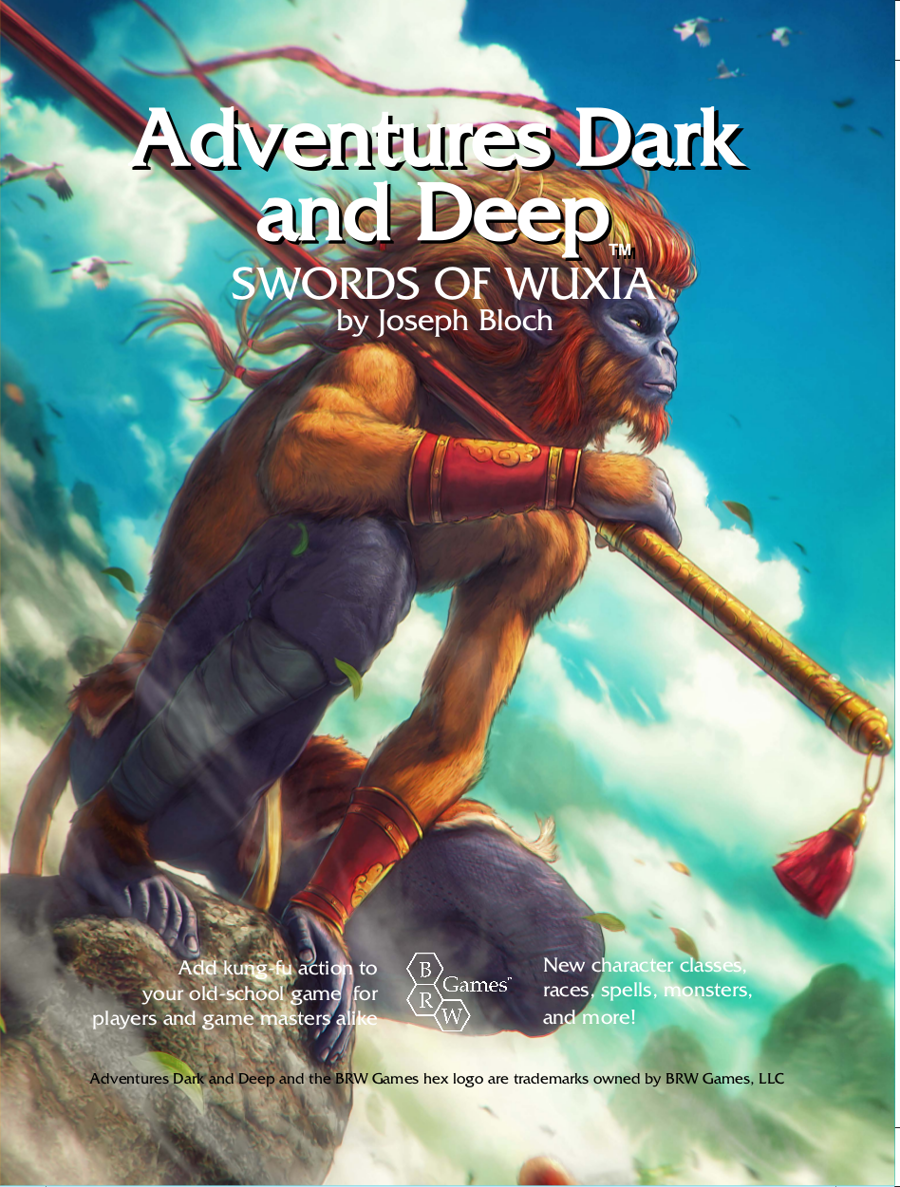 Adventures Dark
and Deep™
SWORDS OF WUXIA
by Joseph Bloch
Add kung-fu action to
your old-school game for
players and game masters alike
B
R
W
Games™
New character classes,
races, spells, monsters,
and more!
Adventures Dark and Deep and the BRW Games hex logo are trademarks owned by BRW Games, LLC